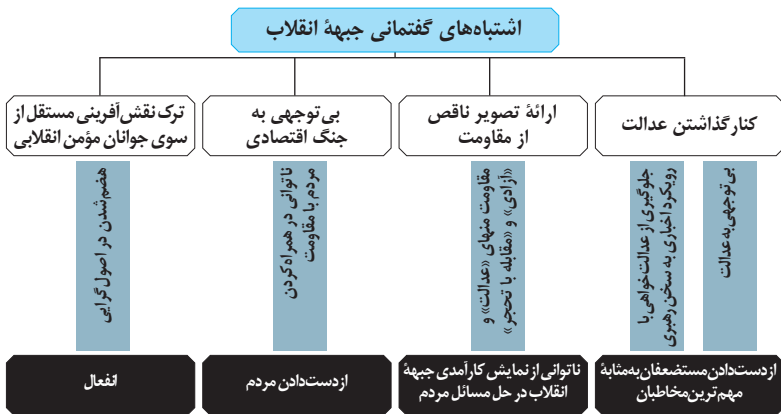 اشتباه‌های گفتمانی جبههٔ انقلاب
کنار گذاشتن عدالت
ارائهٔ تصویر ناقص
از مقاومت
بی‌توجهی به
جنگ اقتصادی
ترک نقش‌آفرینی مستقل از
سوی جوانان مؤمن انقلابی
بی‌توجهی به عدالت
جلوگیری از عدالت‌خواهی با
رویکرد اخباری به سخن رهبری
مقاومت منهای «عدالت» و
«آزادی» و «مقابله با تحجر»
ناتوانی در همراه‌کردن
مردم با مقاومت
هضم‌شدن در اصول‌گرایی
ازدست‌دادن مستضعفان به‌مثابهٔ
مهم‌ترین مخاطبان
ناتوانی از نمایش کارآمدی جبههٔ
انقلاب در حل مسائل مردم
ازدست‌دادن مردم
انفعال